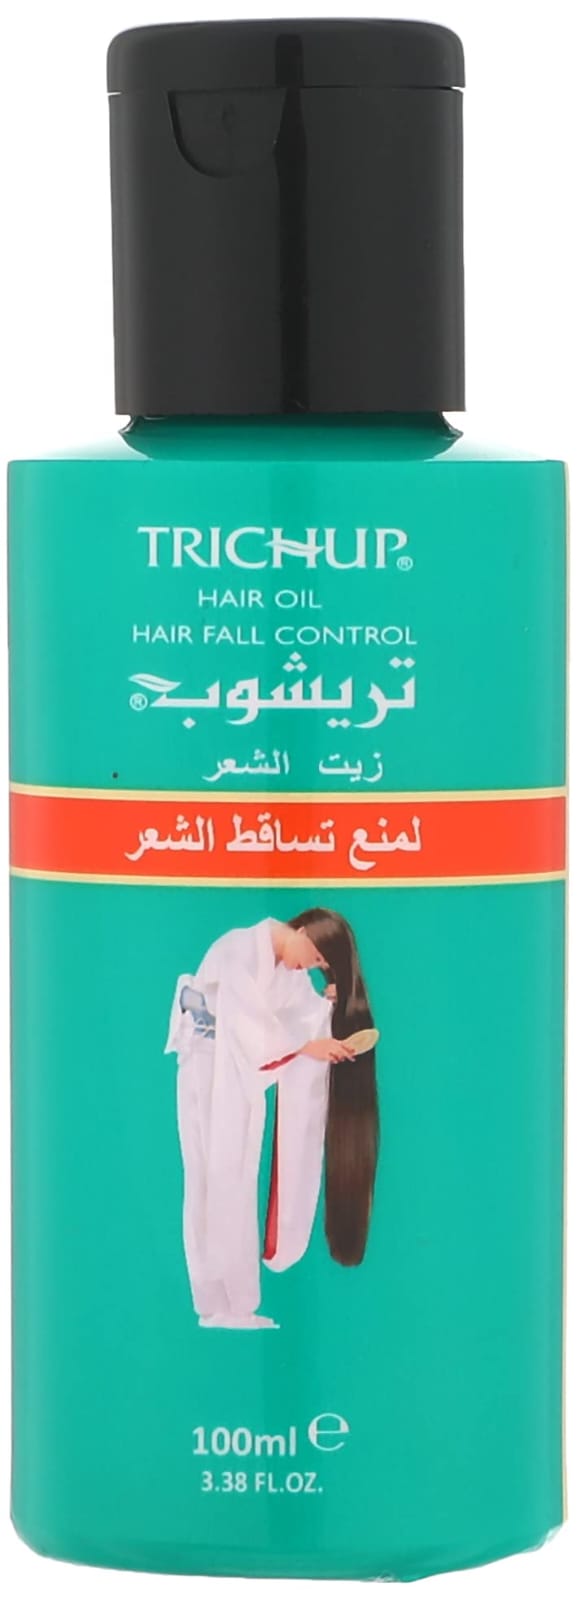 TRICHUP®
HAIR OIL
HAIR FALL CONTROL
تريشوب®
زيت الشعر
لمنع تساقط الشعر
100ml ℮
3.38 FL.OZ.